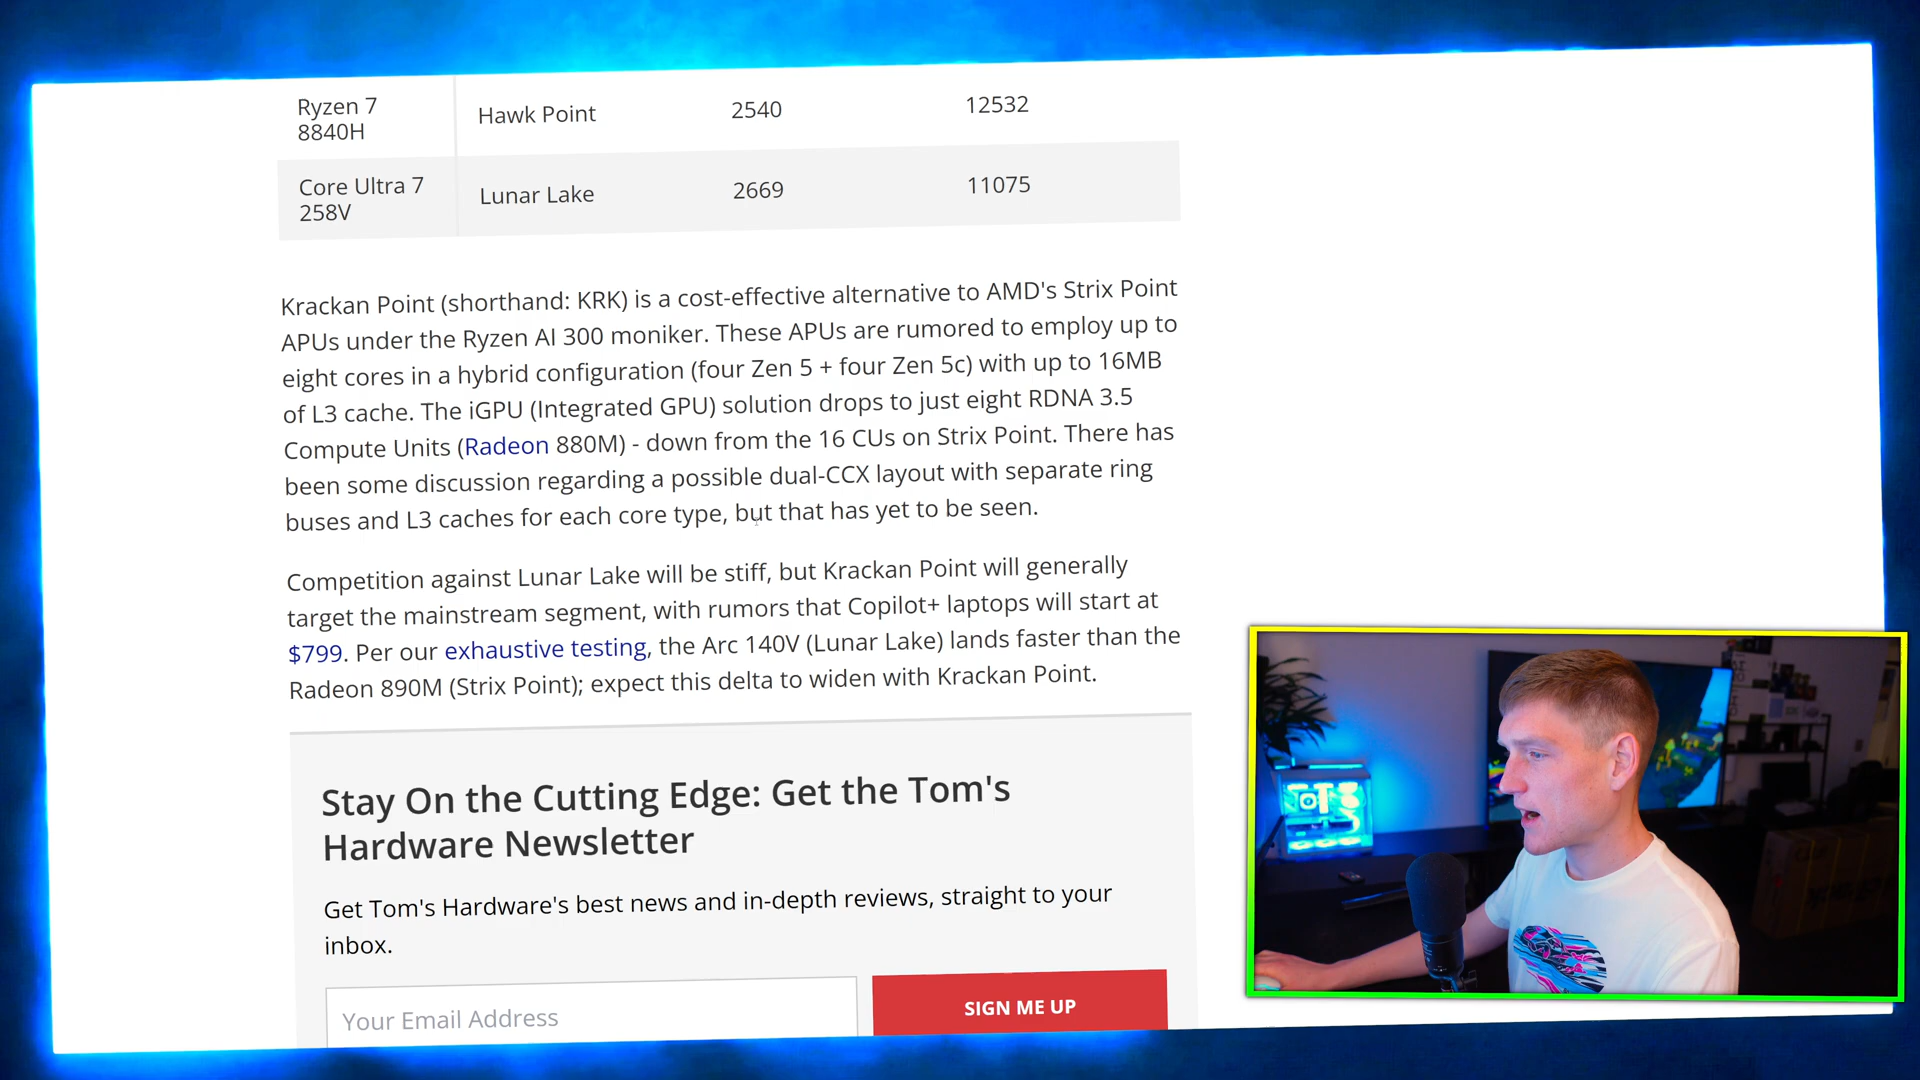 Ryzen 7
8840H
Hawk Point
2540
12532
Core Ultra 7
258V
Lunar Lake
2669
11075
Krackan Point (shorthand: KRK) is a cost-effective alternative to AMD's Strix Point
APUs under the Ryzen AI 300 moniker. These APUs are rumored to employ up to
eight cores in a hybrid configuration (four Zen 5 + four Zen 5c) with up to 16MB
of L3 cache. The iGPU (Integrated GPU) solution drops to just eight RDNA 3.5
Compute Units (Radeon 880M) - down from the 16 CUs on Strix Point. There has
been some discussion regarding a possible dual-CCX layout with separate ring
buses and L3 caches for each core type, but that has yet to be seen.
Competition against Lunar Lake will be stiff, but Krackan Point will generally
target the mainstream segment, with rumors that Copilot+ laptops will start at
$799. Per our exhaustive testing, the Arc 140V (Lunar Lake) lands faster than the
Radeon 890M (Strix Point); expect this delta to widen with Krackan Point.
Stay On the Cutting Edge: Get the Tom's
Hardware Newsletter
Get Tom's Hardware's best news and in-depth reviews, straight to your
inbox.
Your Email Address
SIGN ME UP